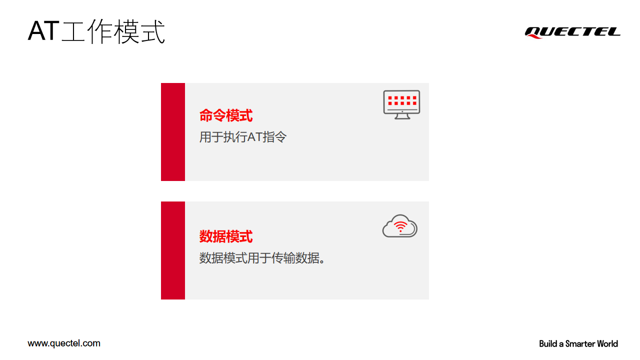 AT工作模式
QUECTEL
命令模式
用于执行AT指令
数据模式
数据模式用于传输数据。
www.quectel.com
Build a Smarter World